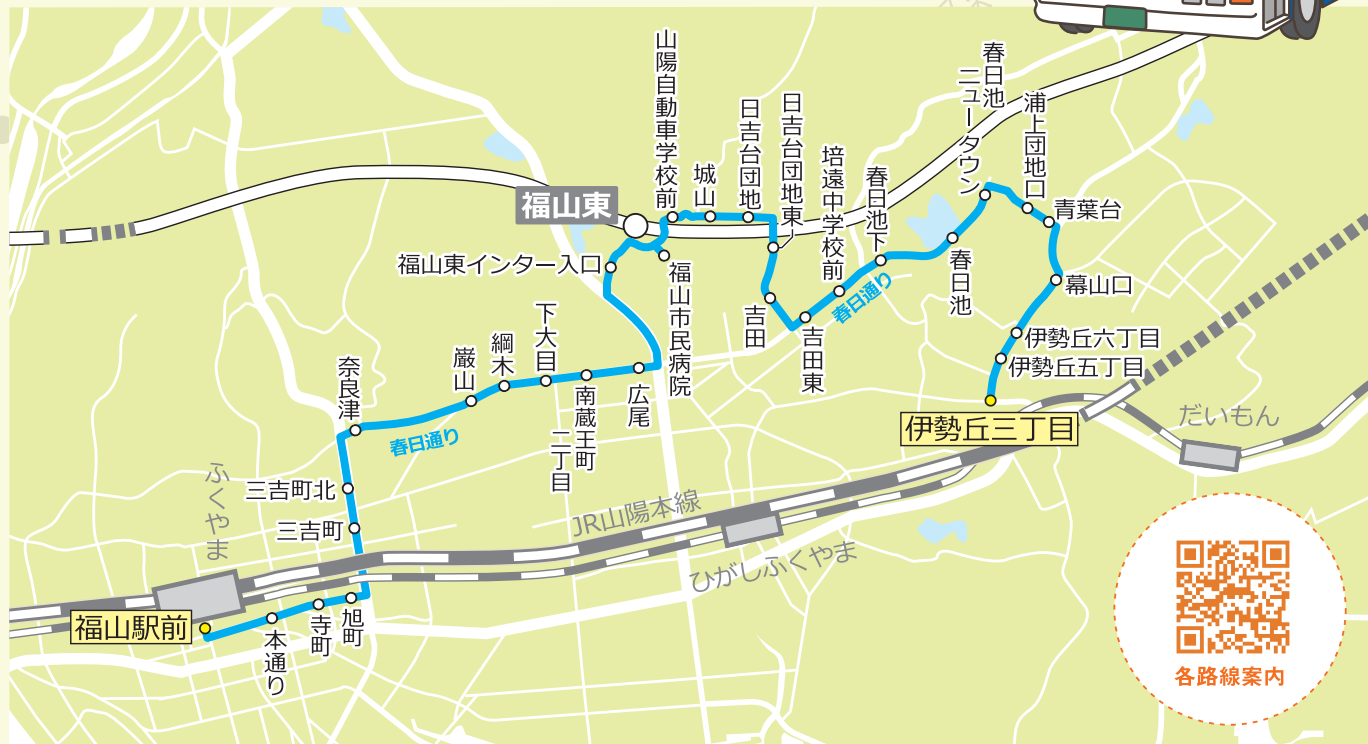 山陽自動車学校前
城山
日吉台団地
日吉台団地東
培遠中学校前
春日池下
春日池
ニュータウン
浦上団地口
青葉台
福山東
福山東インター入口
福山市民病院
吉田
吉田東
春日通り
春日池
幕山口
伊勢丘六丁目
伊勢丘五丁目
伊勢丘三丁目
だいもん
下大目
綱木
巌山
奈良津
広尾
南蔵王町
二丁目
春日通り
三吉町北
三吉町
ふくやま
JR山陽本線
ひがしふくやま
福山駅前
本通り
寺町
旭町
各路線案内